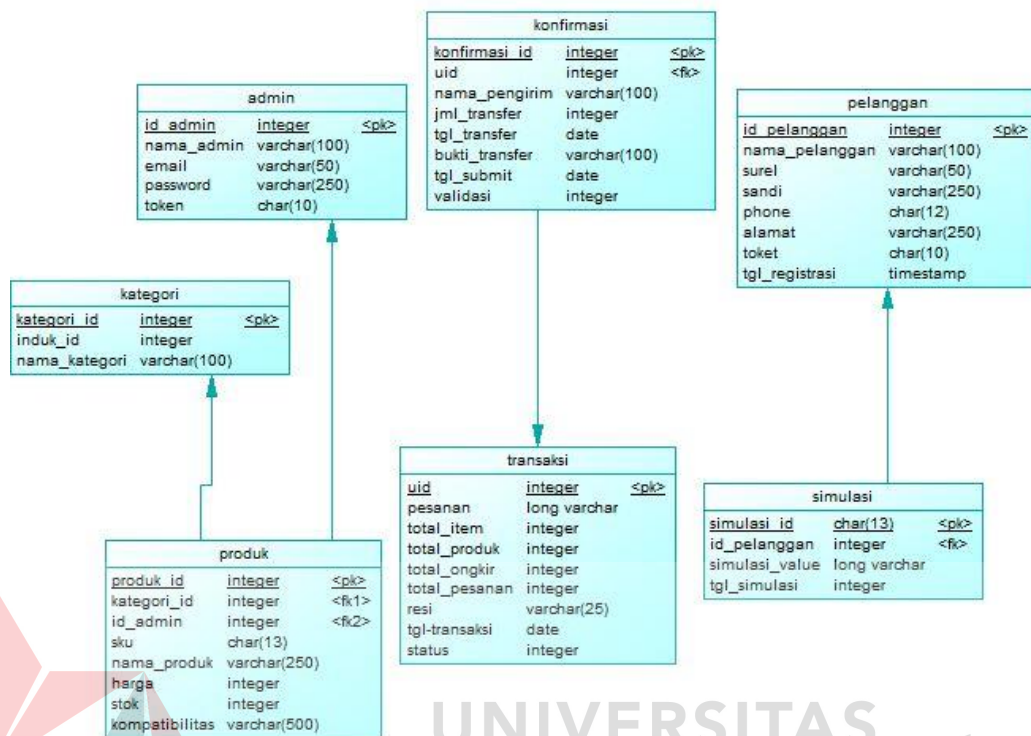 konfirmasi
konfirmasi_id integer <pk>
uid integer <fk>
nama_pengirim varchar(100)
jml_transfer integer
tgl_transfer date
bukti_transfer varchar(100)
tgl_submit date
validasi integer
admin
id_admin integer <pk>
nama_admin varchar(100)
email varchar(50)
password varchar(250)
token char(10)
pelanggan
id_pelanggan integer <pk>
nama_pelanggan varchar(100)
surel varchar(50)
sandi varchar(250)
phone char(12)
alamat varchar(250)
toket char(10)
tgl_registrasi timestamp
kategori
kategori_id integer <pk>
induk_id integer
nama_kategori varchar(100)
transaksi
uid integer <pk>
pesanan long varchar
total_item integer
total_produk integer
total_ongkir integer
total_pesanan integer
resi varchar(25)
tgl-transaksi date
status integer
simulasi
simulasi_id char(13) <pk>
id_pelanggan integer <fk>
simulasi_value long varchar
tgl_simulasi integer
produk
produk_id integer <pk>
kategori_id integer <fk1>
id_admin integer <fk2>
sku char(13)
nama_produk varchar(250)
harga integer
stok integer
kompatibilitas varchar(500)
UNIVERSITAS